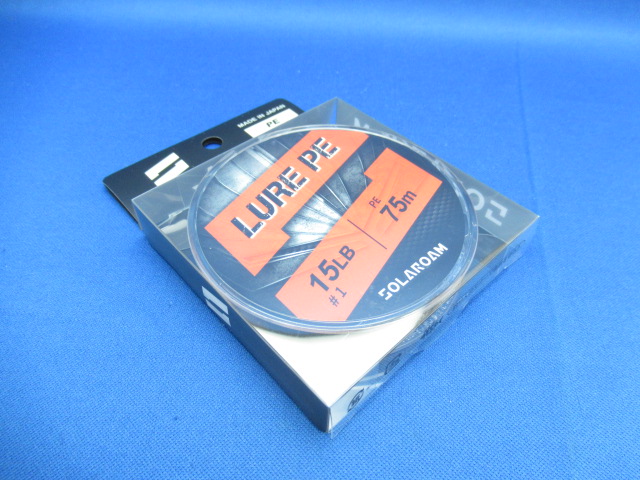 MADE IN JAPAN
PE
LURE PE
15LB
#1
PE
75m
SOLAROAM